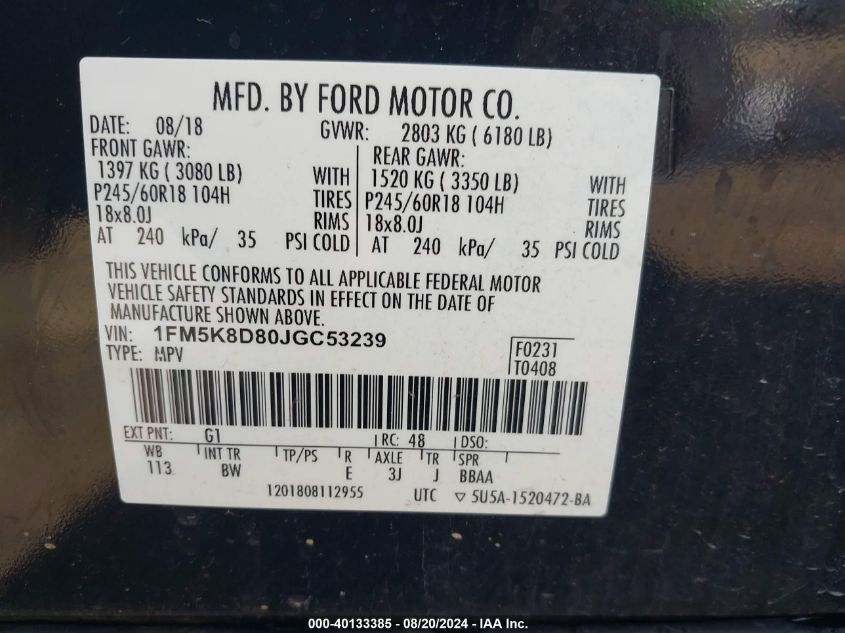 MFD. BY FORD MOTOR CO.
DATE: 08/18 GVWR: 2803 KG ( 6180 LB)
FRONT GAWR: REAR GAWR:
1397 KG ( 3080 LB) WITH 1520 KG ( 3350 LB) WITH
P245/60R18 104H TIRES P245/60R18 104H TIRES
18x8.0J RIMS 18x8.0J RIMS
AT 240 kPa/ 35 PSI COLD AT 240 kPa/ 35 PSI COLD
THIS VEHICLE CONFORMS TO ALL APPLICABLE FEDERAL MOTOR
VEHICLE SAFETY STANDARDS IN EFFECT ON THE DATE OF
MANUFACTURE SHOWN ABOVE.
VIN: 1FM5K8D80JGC53239
TYPE: MPV
F0231
T0408
EXT PNT: G1 RC: 48 DSO:
WB INT TR TP/PS R AXLE TR SPR
113 BW E 3J J BBAA
1201808112955 UTC ▽ 5U5A-1520472-BA
000-40133385 - 08/20/2024 - IAA Inc.